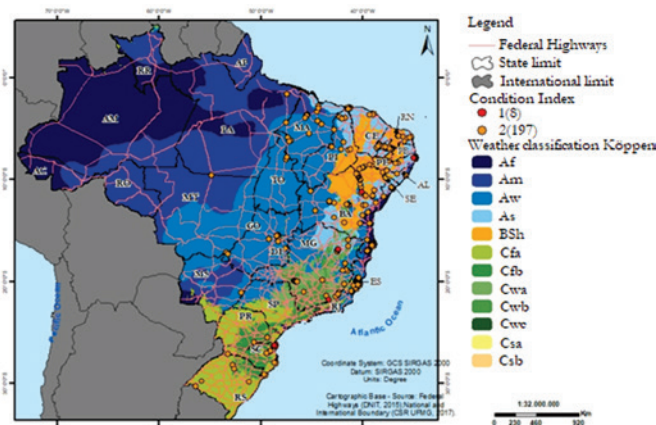 N
RR
AM
PA
AC
RO
MT
TO
MA
PI
CE
RN
PE
AL
SE
BA
GO
DF
MG
ES
MS
SP
RJ
PR
SC
RS
Atlantic Ocean
Coordinate System: GCS SIRGAS 2000
Datum: SIRGAS 2000
Units: Degree
Cartographic Base - Source: Federal
Highways (DNIT, 2015) National and
International Boundary (CSR UFMG, 2017).
Legend
Federal Highways
State limit
International limit
Condition Index
1(8)
2(197)
Weather classification Köppen
Af
Am
Aw
As
BSh
Cfa
Cfb
Cwa
Cwb
Cwc
Csa
Csb
1:32.000.000
0 230 460 920 Km